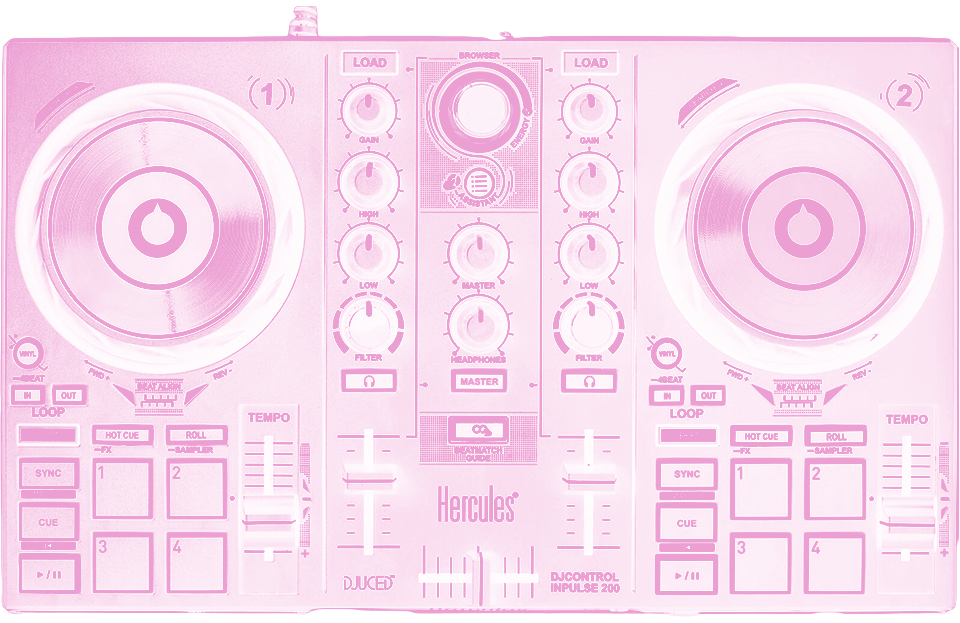 1
LOAD
BROWSER
LOAD
2
GAIN
ENERGY
GAIN
HIGH
ASSISTANT
HIGH
LOW
MASTER
LOW
FILTER
HEADPHONES
FILTER
VINYL
FWD +
REV -
VINYL
FWD +
REV -
4BEAT
BEAT ALIGN
MASTER
4BEAT
BEAT ALIGN
IN
OUT
IN
OUT
LOOP
LOOP
TEMPO
TEMPO
HOT CUE
ROLL
HOT CUE
ROLL
FX
SAMPLER
BEATMATCH
GUIDE
FX
SAMPLER
SYNC
1
2
SYNC
1
2
CUE
Hercules
CUE
3
4
3
4
DJUCED
DJCONTROL
INPULSE 200